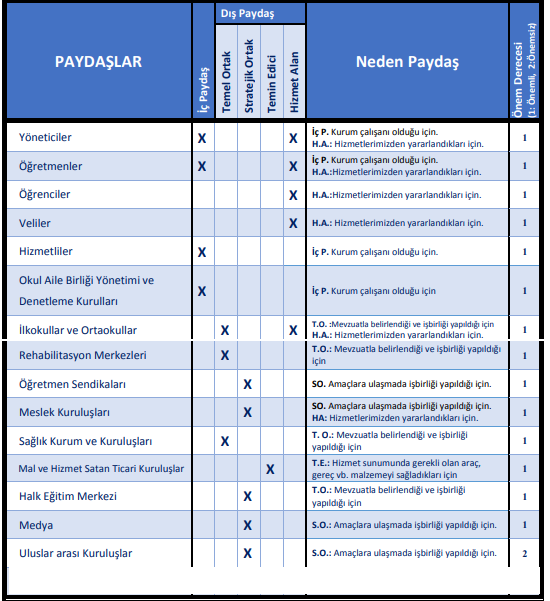 PAYDAŞLAR
İç Paydaş
Dış Paydaş
Temel Ortak
Stratejik Ortak
Temin Edici
Hizmet Alan
Neden Paydaş
Önem Derecesi
(1: Önemli, 2:Önemsiz)
Yöneticiler X X İç P. Kurum çalışanı olduğu için. 1
H.A.: Hizmetlerimizden yararlandıkları için.
Öğretmenler X X İç P. Kurum çalışanı olduğu için. 1
H.A.:Hizmetlerimizden yararlandıkları için.
Öğrenciler X H.A.:Hizmetlerimizden yararlandıkları için. 1
Veliler X H.A.: Hizmetlerimizden yararlandıkları için. 1
Hizmetliler X İç P. Kurum çalışanı olduğu için. 1
Okul Aile Birliği Yönetimi ve
Denetleme Kurulları X İç P. Kurum çalışanı olduğu için 1
İlkokullar ve Ortaokullar X X T.O. :Mevzuatla belirlendiği ve işbirliği yapıldığı için 1
H.A.: Hizmetlerimizden yararlandıkları için.
Rehabilitasyon Merkezleri X T.O.: Mevzuatla belirlendiği ve işbirliği yapıldığı 1
için
Öğretmen Sendikaları X SO. Amaçlara ulaşmada işbirliği yapıldığı için. 1
Meslek Kuruluşları X SO. Amaçlara ulaşmada işbirliği yapıldığı için. 1
HA: Hizmetlerimizden yararlandıkları için.
Sağlık Kurum ve Kuruluşları X T. O.: Mevzuatla belirlendiği ve işbirliği 1
yapıldığı için
Mal ve Hizmet Satan Ticari Kuruluşlar X T.E.: Hizmet sunumunda gerekli olan araç, 1
gereç vb. malzemeyi sağladıkları için
Halk Eğitim Merkezi X T.O.: Mevzuatla belirlendiği ve işbirliği 1
yapıldığı için
Medya X S.O.: Amaçlara ulaşmada işbirliği yapıldığı için. 1
Uluslar arası Kuruluşlar X S.O.: Amaçlara ulaşmada işbirliği yapıldığı için. 2